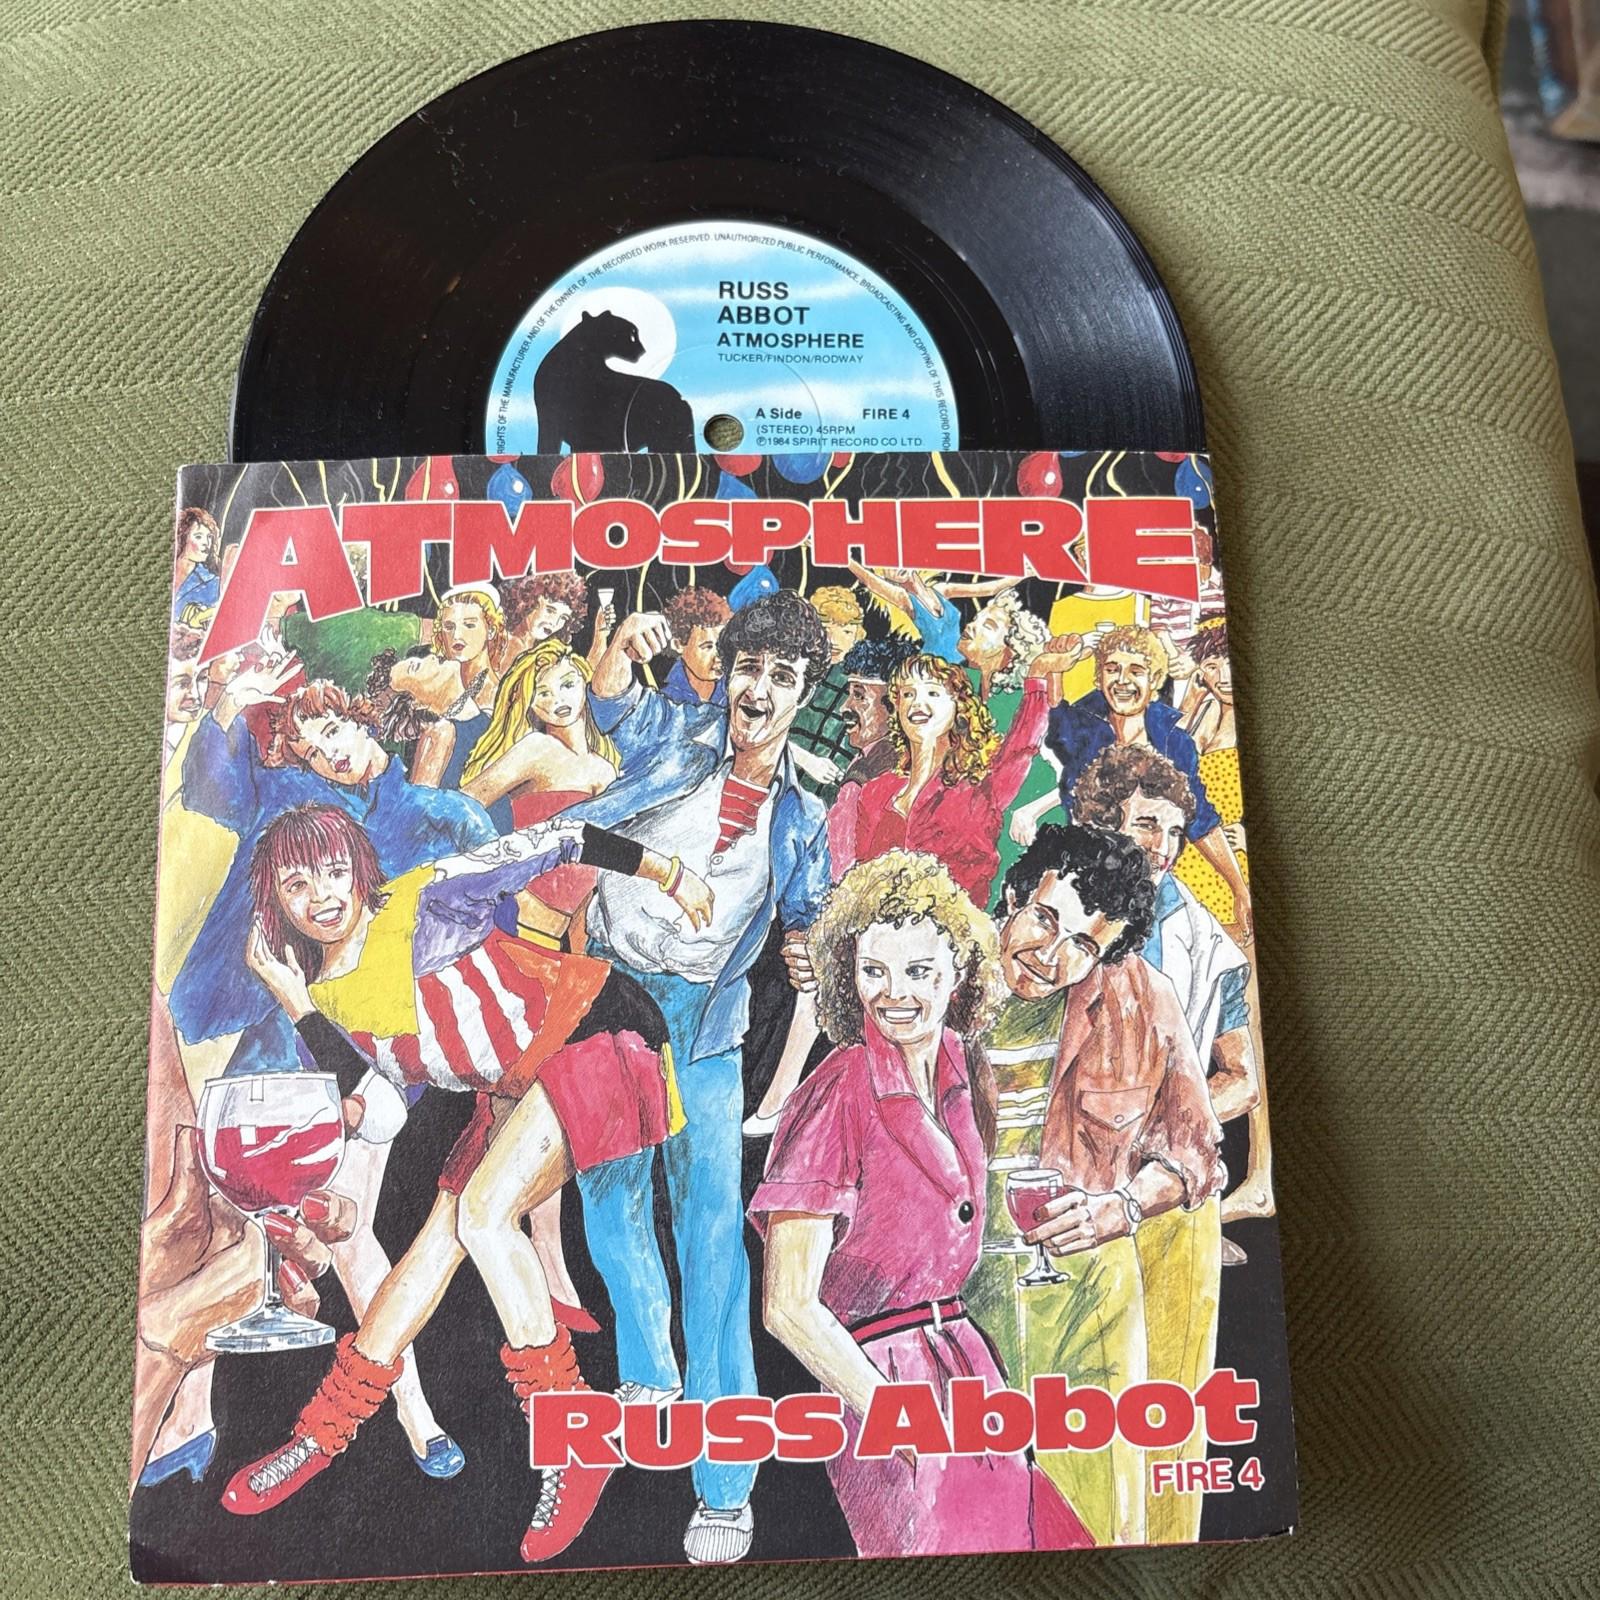 RIGHTS OF THE MANUFACTURER AND OF THE OWNER OF THE RECORDED WORK RESERVED. UNAUTHORIZED PUBLIC PERFORMANCE, BROADCASTING AND COPYING OF THIS RECORD PROH
RUSS
ABBOT
ATMOSPHERE
TUCKER/FINDON/RODWAY
A Side FIRE 4
(STEREO) 45RPM
℗1984 SPIRIT RECORD CO LTD.
ATMOSPHERE
Russ Abbot
FIRE 4